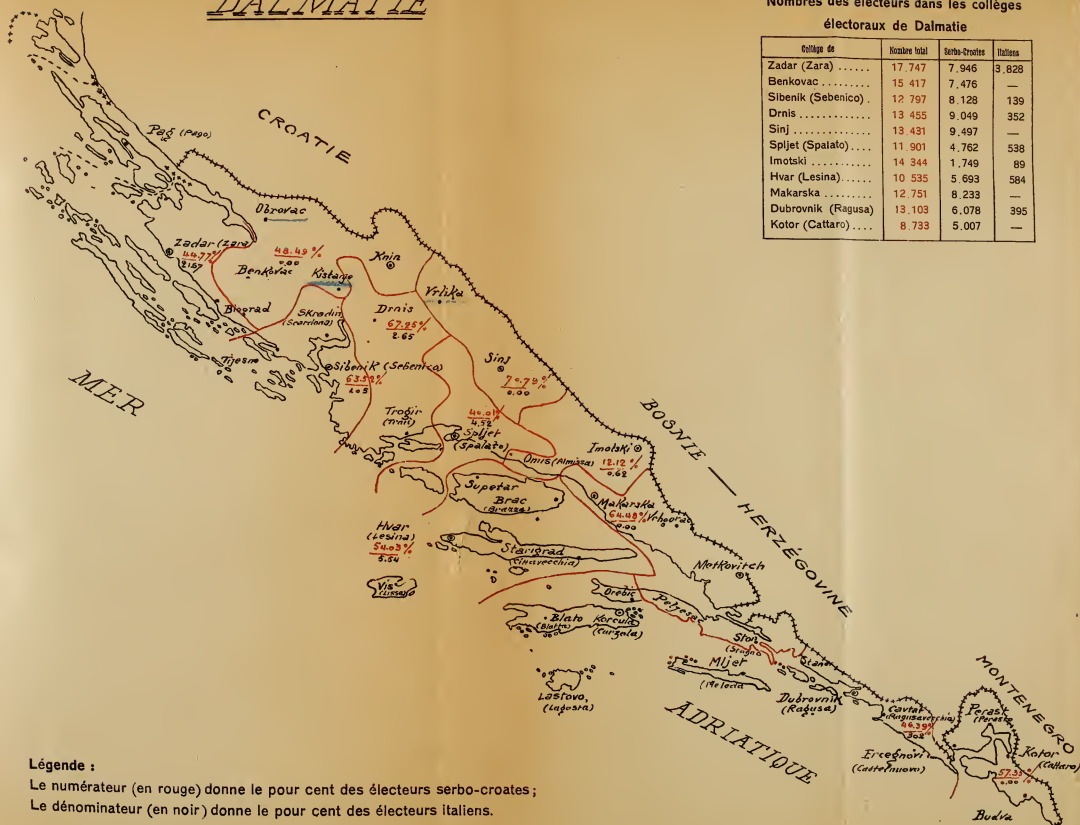 DALMATIE
Nombres des électeurs dans les collèges
électoraux de Dalmatie
Collège de Nombre total Serbo-Croates Italiens
Zadar (Zara) ...... 17.747 7.946 3.828
Benkovac ......... 15 417 7.476 —
Sibenik (Sebenico) . 12 797 8.128 139
Drnis ............. 13 455 9.049 352
Sinj .............. 13.431 9.497 —
Spljet (Spalato).... 11.901 4.762 538
Imotski .......... 14 344 1.749 89
Hvar (Lesina)...... 10 535 5.693 584
Makarska ......... 12.751 8.233 —
Dubrovnik (Ragusa) 13.103 6.078 395
Kotor (Cattaro).... 8.733 5.007 —
CROATIE
Pag (Pago)
Obrovac
Zadar (Zara)
44.77%
21.57
48.49%
0.00
Benkovac
Kistanje
Knin
Vrlika
Biograd
Skradin
(Scardona)
Drnis
67.25%
2.65
Tijesno
Sibenik (Sebenico)
63.52%
1.05
Sinj
70.79%
0.00
MER
Trogir
(Trau)
40.01%
4.52
Spljet
(Spalato)
Omis (Almissa)
Imotski
12.12%
0.62
BOSNIE — HERZÉGOVINE
Supetar
Brac
(Brazza)
Makarska
64.48%
0.00
Vrhgorac
Hvar
(Lesina)
54.03%
5.54
Starigrad
(Cittavecchia)
Vis
(Lissa)
Metkovitch
Orebic
Peljesac
Blato
(Blatta)
Korcula
(Curzola)
Ston
(Stagno)
Slano
Mljet
(Meleda)
Lastovo
(Lagosta)
Dubrovnik
(Ragusa)
ADRIATIQUE
Cavtat
(Ragusavecchia)
46.39%
3.02
MONTENEGRO
Perast
(Perasto)
Ercegnovi
(Castelnuovo)
Kotor
(Cattaro)
57.33%
0.00
Budva
Légende :
Le numérateur (en rouge) donne le pour cent des électeurs serbo-croates ;
Le dénominateur (en noir) donne le pour cent des électeurs italiens.